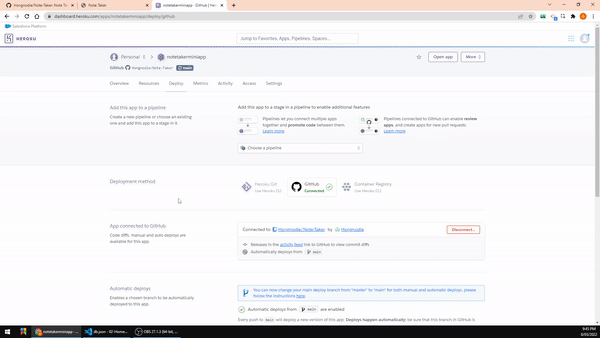 Hongnodie/Note-Taker: Note T
Note Taker
notetakerminiapp · GitHub | H
dashboard.heroku.com/apps/notetakerminiapp/deploy/github
Salesforce Platform
HEROKU
Jump to Favorites, Apps, Pipelines, Spaces...
Personal
notetakerminiapp
Open app
More
GitHub
Hongnodie/Note-Taker
main
Overview
Resources
Deploy
Metrics
Activity
Access
Settings
Add this app to a pipeline
Create a new pipeline or choose an existing
one and add this app to a stage in it.
Add this app to a stage in a pipeline to enable additional features
Pipelines let you connect multiple apps
together and promote code between them.
Learn more
Pipelines connected to GitHub can enable review
apps, and create apps for new pull requests.
Learn more
Choose a pipeline
Deployment method
Heroku Git
Use Heroku CLI
GitHub
Connected
Container Registry
Use Heroku CLI
App connected to GitHub
Code diffs, manual and auto deploys are
available for this app.
Connected to
Hongnodie/Note-Taker
by
Hongnodie
Disconnect...
Releases in the activity feed link to GitHub to view commit diffs
Automatically deploys from
main
Automatic deploys
Enables a chosen branch to be automatically
deployed to this app.
You can now change your main deploy branch from "master" to "main" for both manual and automatic deploys, please
follow the instructions here.
Automatic deploys from
main
are enabled
Every push to main will deploy a new version of this app. Deploys happen automatically: be sure that this branch in
notetakerminiapp - ...
db.json - 02-Home...
OBS 27.1.3 (64-bit, ...
9:45 PM
6/03/2022